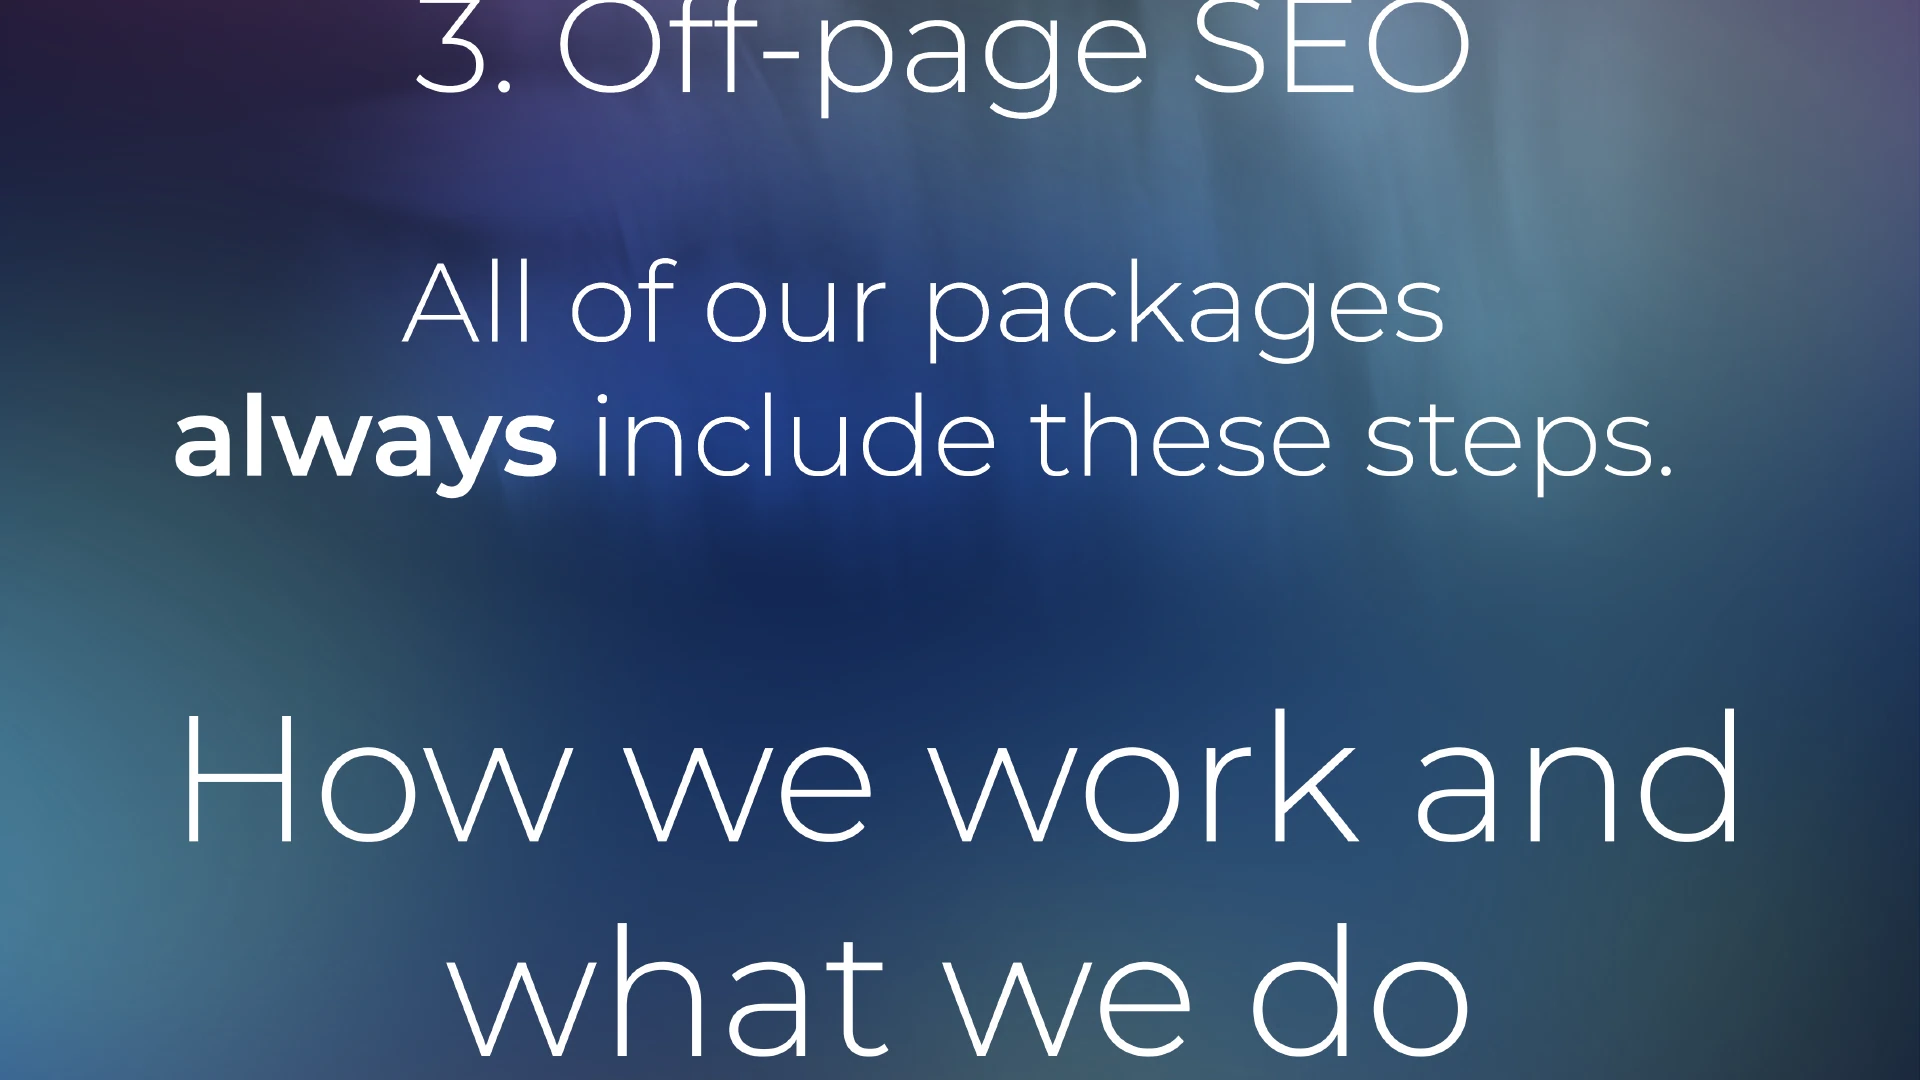 3. Off-page SEO
All of our packages
always include these steps.
How we work and
what we do